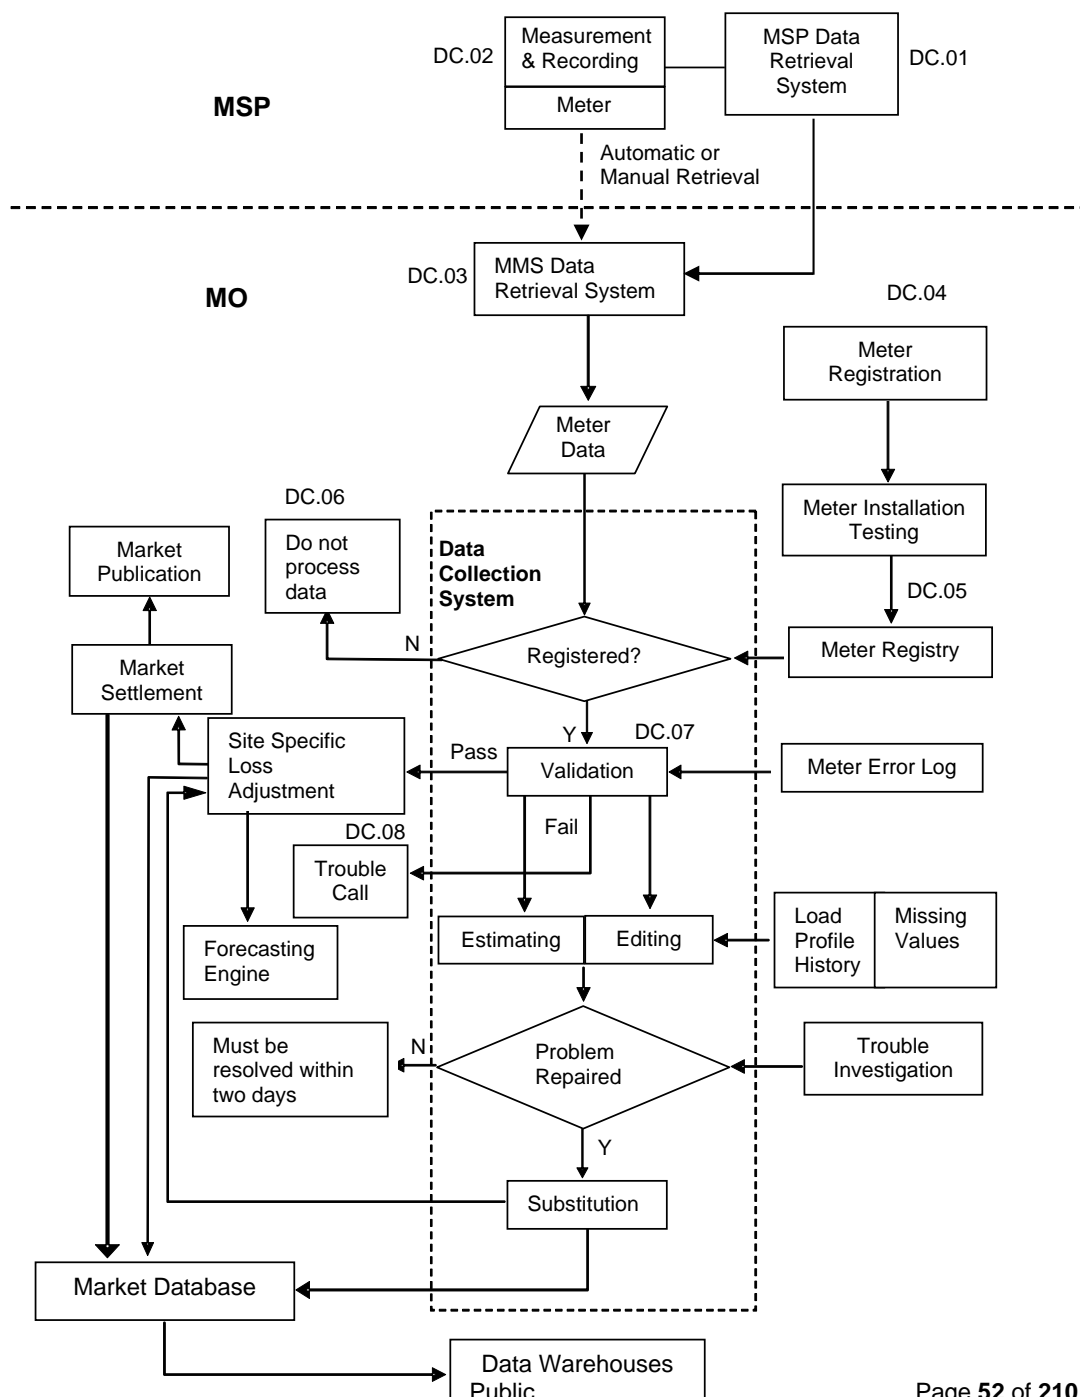 DC.02
Measurement
& Recording
Meter
MSP Data
Retrieval
System
DC.01
MSP
Automatic or
Manual Retrieval
DC.03
MMS Data
Retrieval System
MO
DC.04
Meter
Registration
Meter
Data
Meter Installation
Testing
DC.06
Do not
process
data
Data
Collection
System
Market
Publication
DC.05
N
Registered?
Meter Registry
Market
Settlement
Y
DC.07
Site Specific
Loss
Adjustment
Pass
Validation
Meter Error Log
Fail
DC.08
Trouble
Call
Load
Profile
History
Missing
Values
Estimating
Editing
Forecasting
Engine
Must be
resolved within
two days
N
Problem
Repaired
Trouble
Investigation
Y
Substitution
Market Database
Data Warehouses
Public
Page 52 of 210